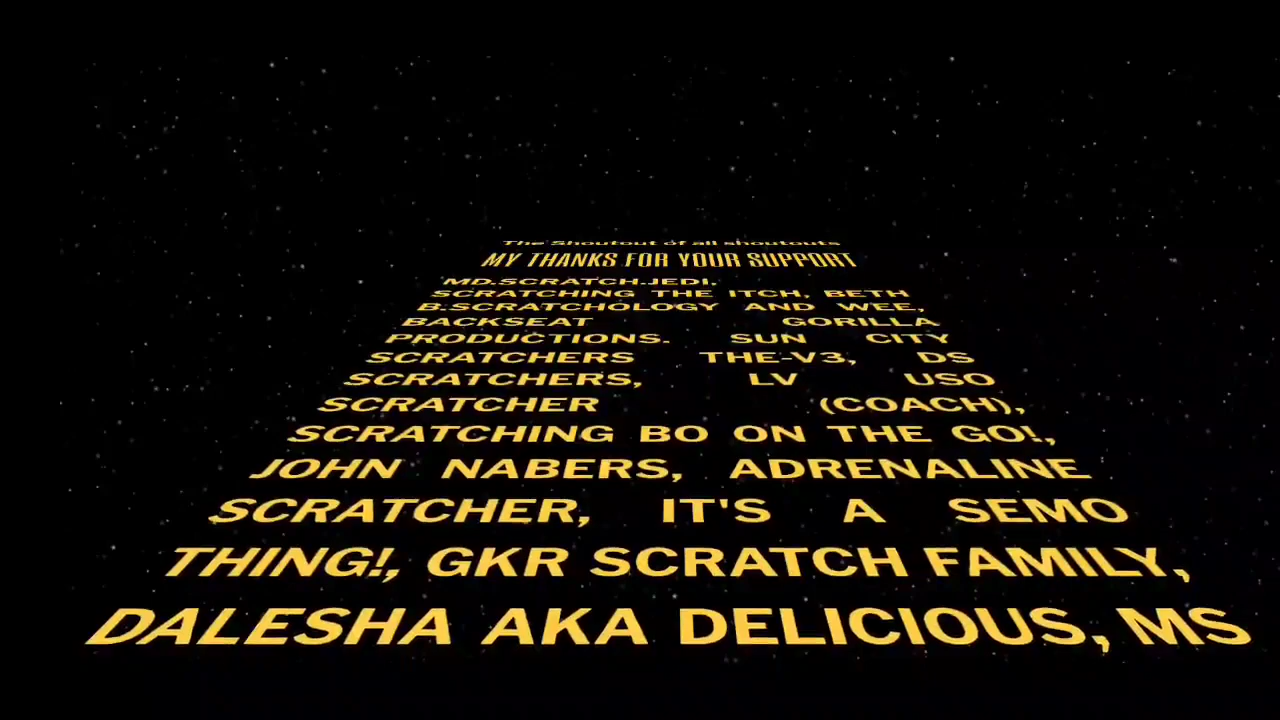 The Shoutout of all shoutouts
MY THANKS FOR YOUR SUPPORT
MD.SCRATCH.JEDI,
SCRATCHING THE ITCH, BETH
B.SCRATCHOLOGY AND WEE,
BACKSEAT GORILLA
PRODUCTIONS. SUN CITY
SCRATCHERS THE-V3, DS
SCRATCHERS, LV USO
SCRATCHER (COACH),
SCRATCHING BO ON THE GO!,
JOHN NABERS, ADRENALINE
SCRATCHER, IT'S A SEMO
THING!, GKR SCRATCH FAMILY,
DALESHA AKA DELICIOUS, MS